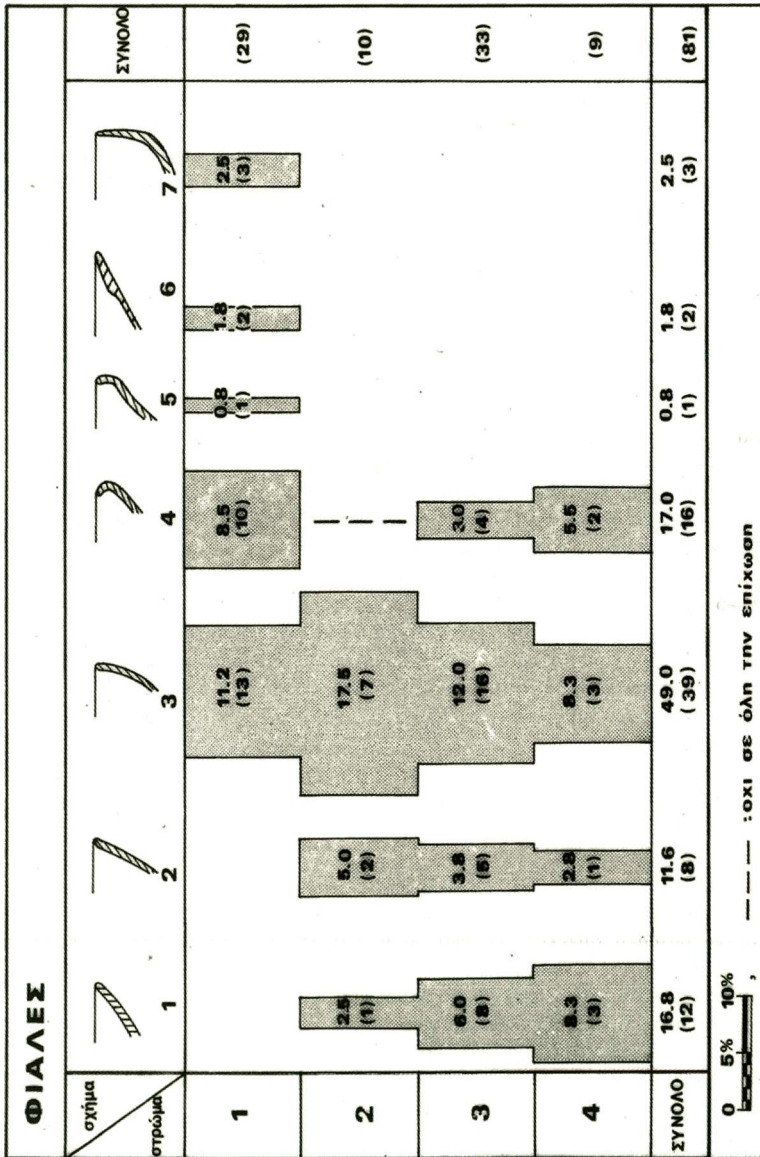 ΦΙΑΛΕΣ
σχήμα
στρώμα
1 2 3 4 5 6 7 ΣΥΝΟΛΟ
1 11.2 8.5 0.8 1.8 2.5 (29)
(13) (10) (1) (2) (3)
2 2.5 5.0 17.5 (10)
(1) (2) (7)
3 6.0 3.8 12.0 3.0 (33)
(8) (5) (16) (4)
4 8.3 2.8 8.3 5.5 (9)
(3) (1) (3) (2)
ΣΥΝΟΛΟ 16.8 11.6 49.0 17.0 0.8 1.8 2.5 (81)
(12) (8) (39) (16) (1) (2) (3)
0 5% 10% , — — — :οχι σε όλη την επίχωση